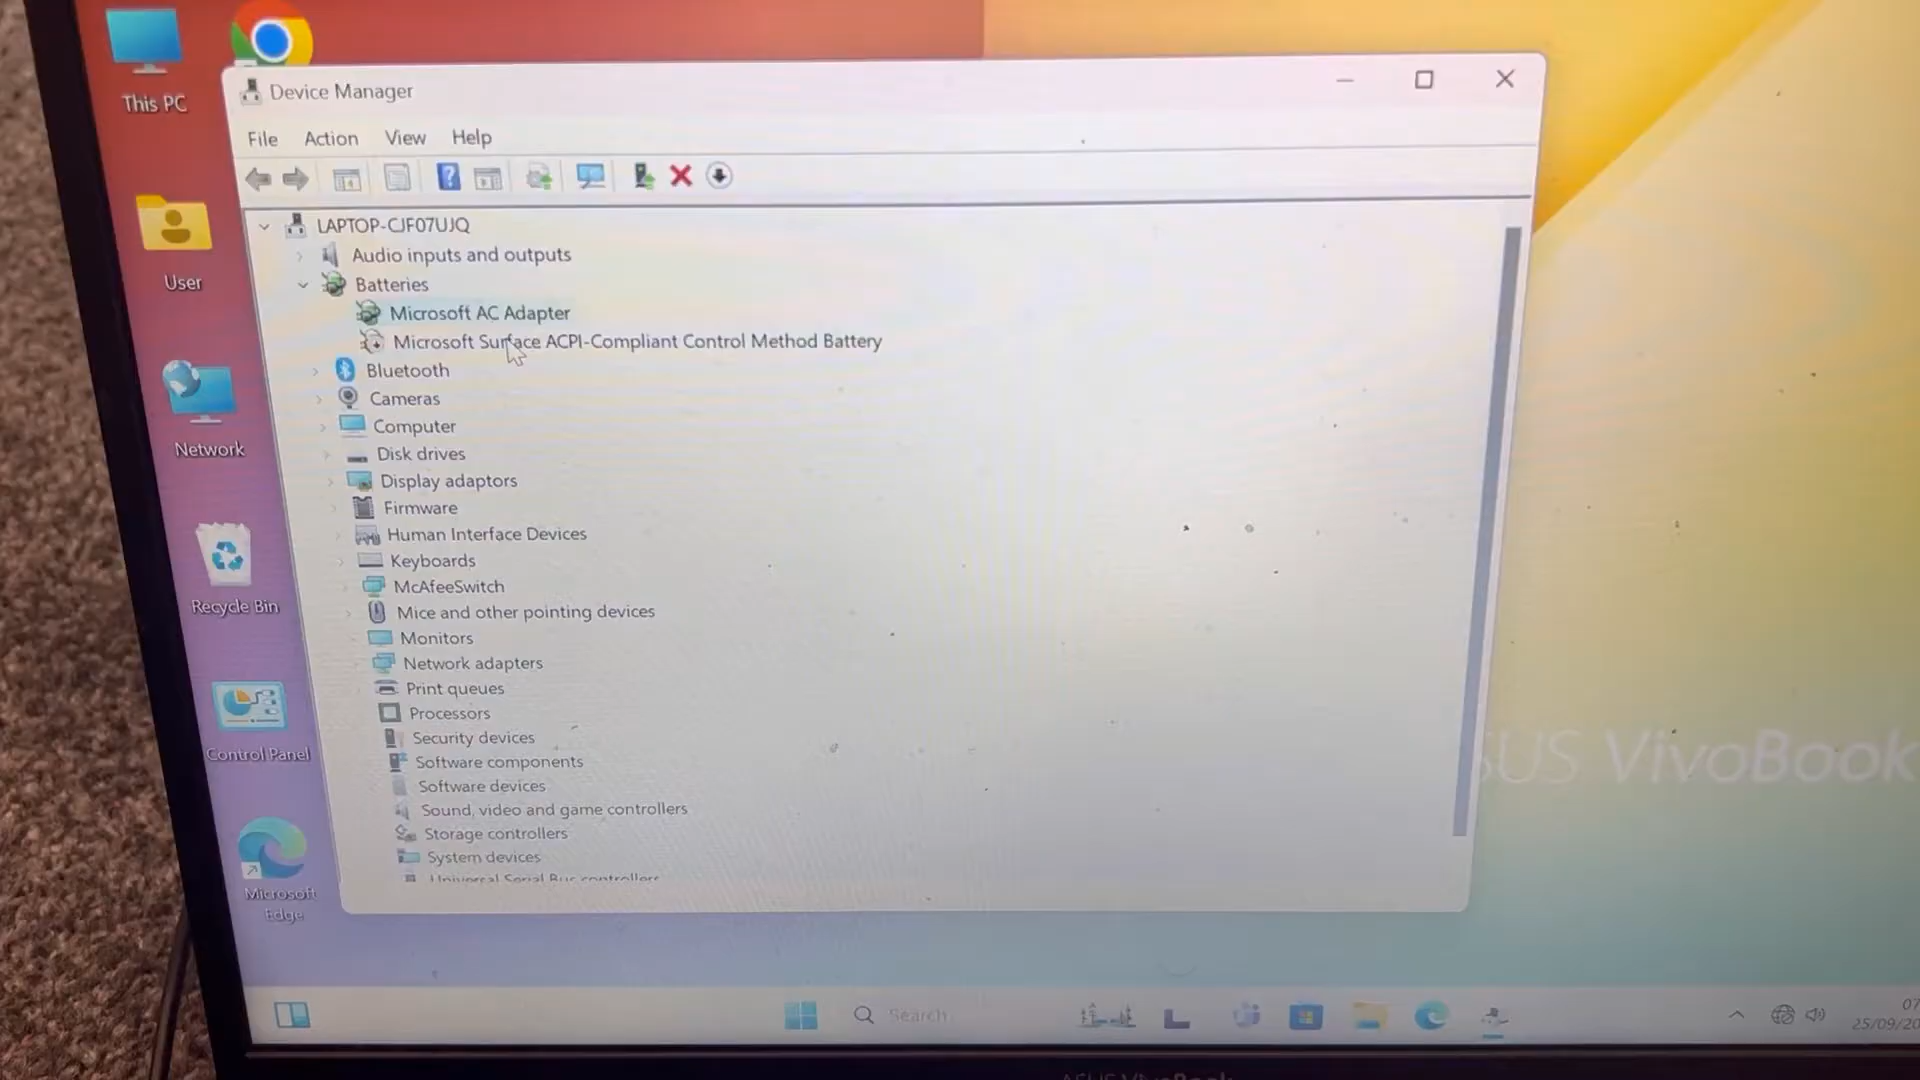 This PC
User
Network
Recycle Bin
Control Panel
Microsoft
Edge
Device Manager
File Action View Help
LAPTOP-CJF07UJQ
Audio inputs and outputs
Batteries
Microsoft AC Adapter
Microsoft Surface ACPI-Compliant Control Method Battery
Bluetooth
Cameras
Computer
Disk drives
Display adaptors
Firmware
Human Interface Devices
Keyboards
McAfeeSwitch
Mice and other pointing devices
Monitors
Network adapters
Print queues
Processors
Security devices
Software components
Software devices
Sound, video and game controllers
Storage controllers
System devices
Universal Serial Bus controllers
SUS VivoBook
Search
07
25/09/20